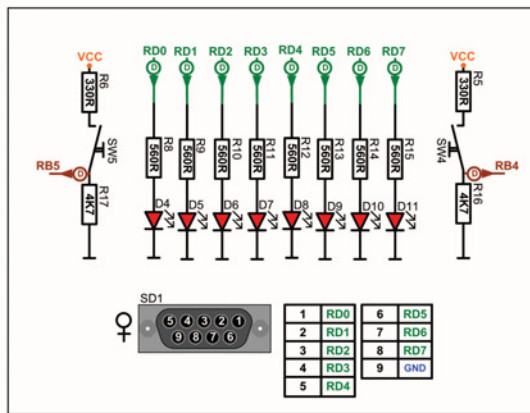 RD0 RD1 RD2 RD3 RD4 RD5 RD6 RD7
D D D D D D D D
VCC
R6
330R
SW5
RB5
D
R17
4K7
R8
560R
R9
560R
R10
560R
R11
560R
R12
560R
R13
560R
R14
560R
R15
560R
D4 D5 D6 D7 D8 D9 D10 D11
VCC
R5
330R
SW4
D
RB4
R16
4K7
SD1
5 4 3 2 1
9 8 7 6
1 RD0
2 RD1
3 RD2
4 RD3
5 RD4
6 RD5
7 RD6
8 RD7
9 GND